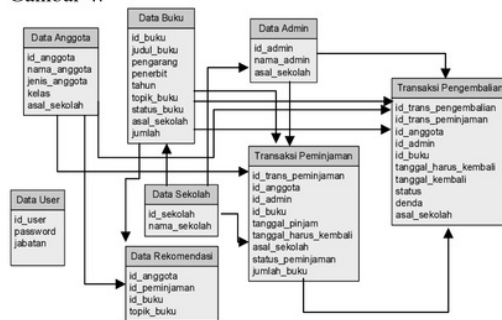 Data Anggota
id_anggota
nama_anggota
jenis_anggota
kelas
asal_sekolah
Data Buku
id_buku
judul_buku
pengarang
penerbit
tahun
topik_buku
status_buku
asal_sekolah
jumlah
Data Admin
id_admin
nama_admin
asal_sekolah
Transaksi Pengembalian
id_trans_pengembalian
id_trans_peminjaman
id_anggota
id_admin
id_buku
tanggal_harus_kembali
tanggal_kembali
status
denda
asal_sekolah
Transaksi Peminjaman
id_trans_peminjaman
id_anggota
id_admin
id_buku
tanggal_pinjam
tanggal_harus_kembali
asal_sekolah
status_peminjaman
jumlah_buku
Data User
id_user
password
jabatan
Data Sekolah
id_sekolah
nama_sekolah
Data Rekomendasi
id_anggota
id_peminjaman
id_buku
topik_buku